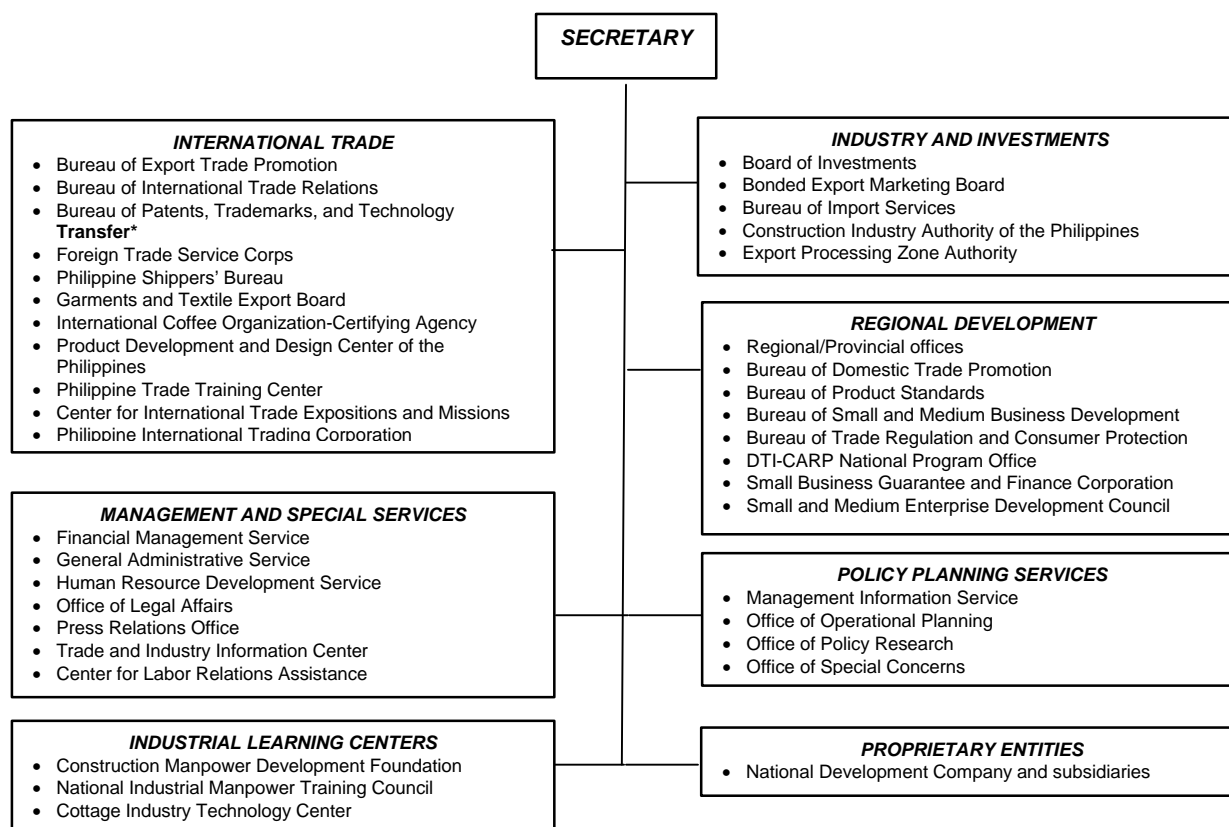 SECRETARY
INTERNATIONAL TRADE
• Bureau of Export Trade Promotion
• Bureau of International Trade Relations
• Bureau of Patents, Trademarks, and Technology
Transfer*
• Foreign Trade Service Corps
• Philippine Shippers' Bureau
• Garments and Textile Export Board
• International Coffee Organization-Certifying Agency
• Product Development and Design Center of the
Philippines
• Philippine Trade Training Center
• Center for International Trade Expositions and Missions
• Philippine International Trading Corporation
INDUSTRY AND INVESTMENTS
• Board of Investments
• Bonded Export Marketing Board
• Bureau of Import Services
• Construction Industry Authority of the Philippines
• Export Processing Zone Authority
REGIONAL DEVELOPMENT
• Regional/Provincial offices
• Bureau of Domestic Trade Promotion
• Bureau of Product Standards
• Bureau of Small and Medium Business Development
• Bureau of Trade Regulation and Consumer Protection
• DTI-CARP National Program Office
• Small Business Guarantee and Finance Corporation
• Small and Medium Enterprise Development Council
MANAGEMENT AND SPECIAL SERVICES
• Financial Management Service
• General Administrative Service
• Human Resource Development Service
• Office of Legal Affairs
• Press Relations Office
• Trade and Industry Information Center
• Center for Labor Relations Assistance
POLICY PLANNING SERVICES
• Management Information Service
• Office of Operational Planning
• Office of Policy Research
• Office of Special Concerns
INDUSTRIAL LEARNING CENTERS
• Construction Manpower Development Foundation
• National Industrial Manpower Training Council
• Cottage Industry Technology Center
PROPRIETARY ENTITIES
• National Development Company and subsidiaries